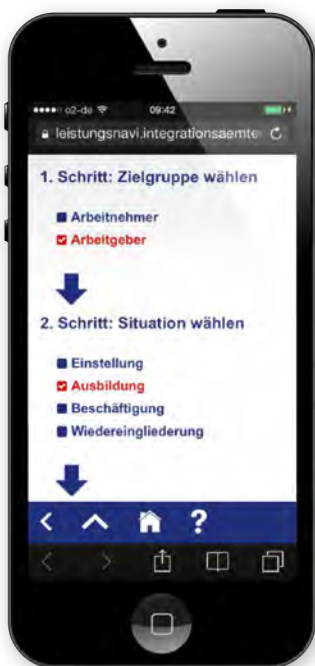 o2-de 09:42
leistungsnavi.integrationsaemte
1. Schritt: Zielgruppe wählen
Arbeitnehmer
Arbeitgeber
2. Schritt: Situation wählen
Einstellung
Ausbildung
Beschäftigung
Wiedereingliederung
?